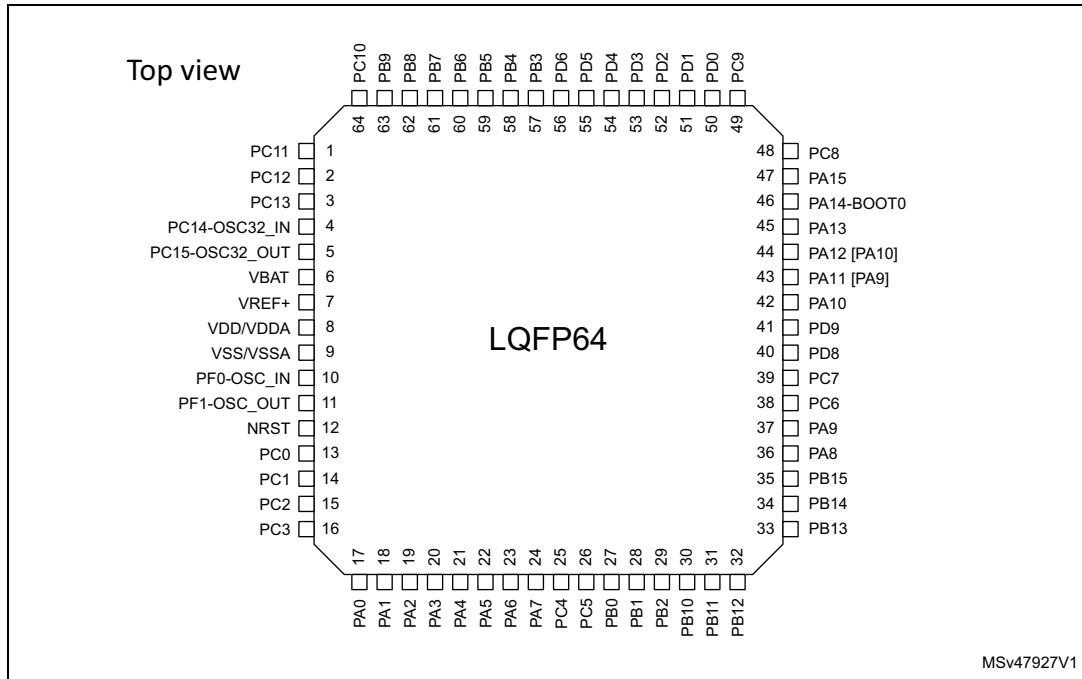 Top view
PC10 PB9 PB8 PB7 PB6 PB5 PB4 PB3 PD6 PD5 PD4 PD3 PD2 PD1 PD0 PC9
64 63 62 61 60 59 58 57 56 55 54 53 52 51 50 49
PC11 1 48 PC8
PC12 2 47 PA15
PC13 3 46 PA14-BOOT0
PC14-OSC32_IN 4 45 PA13
PC15-OSC32_OUT 5 44 PA12 [PA10]
VBAT 6 43 PA11 [PA9]
VREF+ 7 42 PA10
VDD/VDDA 8 41 PD9
LQFP64
VSS/VSSA 9 40 PD8
PF0-OSC_IN 10 39 PC7
PF1-OSC_OUT 11 38 PC6
NRST 12 37 PA9
PC0 13 36 PA8
PC1 14 35 PB15
PC2 15 34 PB14
PC3 16 33 PB13
17 18 19 20 21 22 23 24 25 26 27 28 29 30 31 32
PA0 PA1 PA2 PA3 PA4 PA5 PA6 PA7 PC4 PC5 PB0 PB1 PB2 PB10 PB11 PB12
MSv47927V1